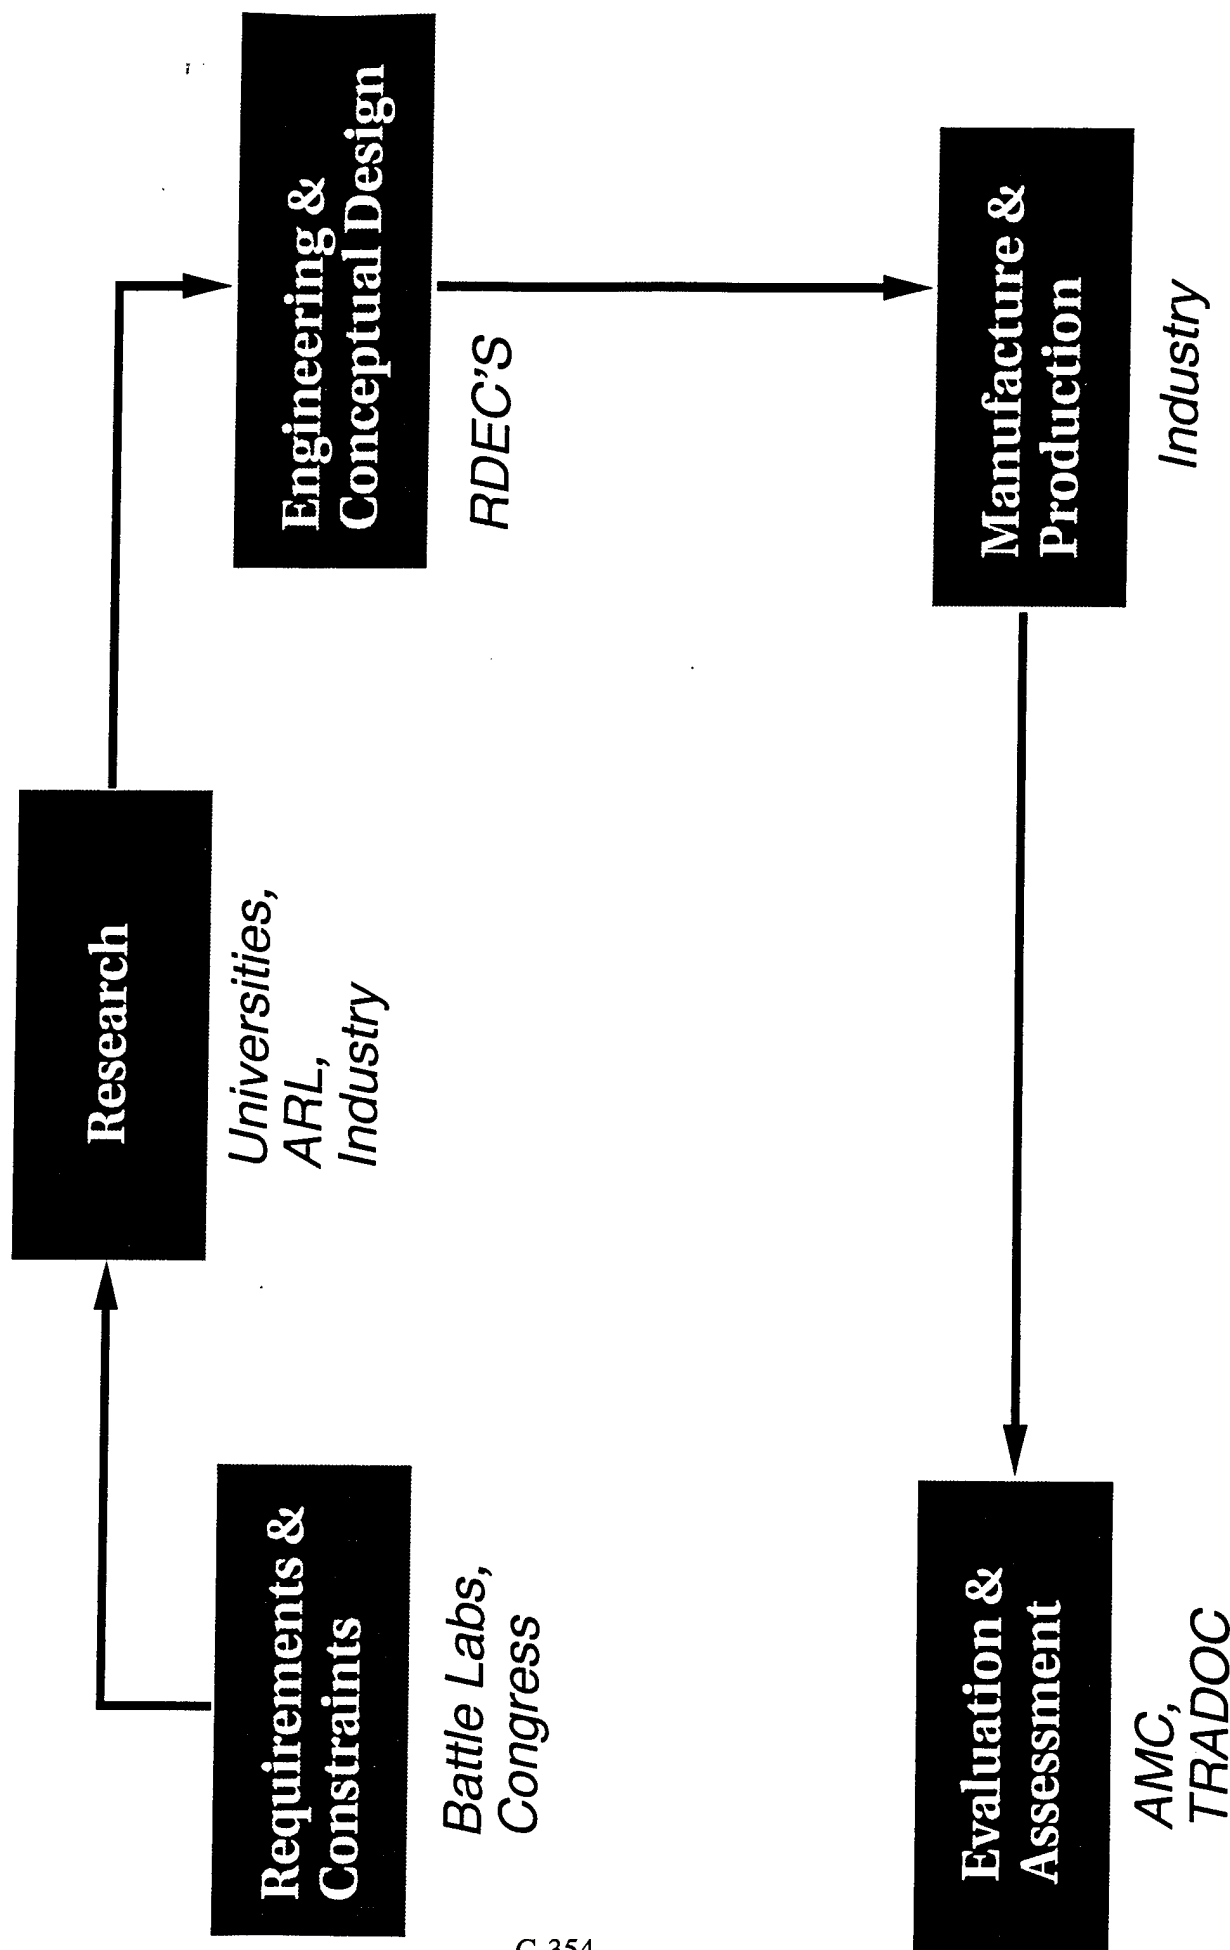 Research
Universities,
ARL,
Industry
Requirements &
Constraints
Battle Labs,
Congress
Engineering &
Conceptual Design
RDEC'S
Evaluation &
Assessment
AMC,
TRADOC
Manufacture &
Production
Industry